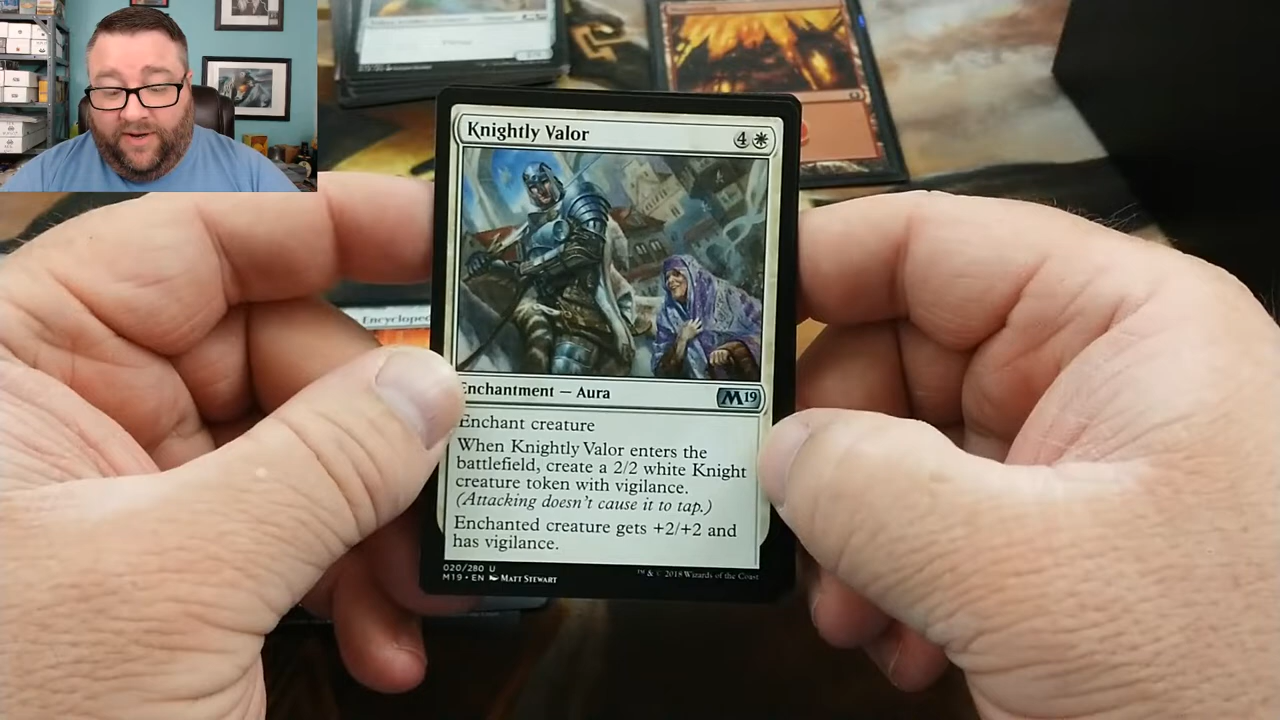 Knightly Valor 4
Encycloped
Enchantment — Aura M19
Enchant creature
When Knightly Valor enters the
battlefield, create a 2/2 white Knight
creature token with vigilance.
(Attacking doesn't cause it to tap.)
Enchanted creature gets +2/+2 and
has vigilance.
020/280 U
M19 • EN MATT STEWART
™ & © 2018 Wizards of the Coast